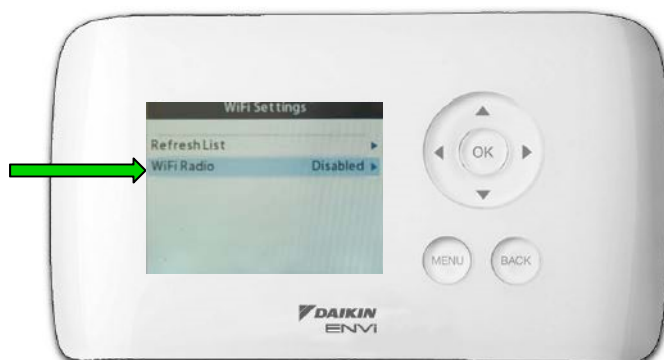 WiFi Settings
Refresh List
WiFi Radio Disabled
OK
MENU BACK
DAIKIN
ENVi